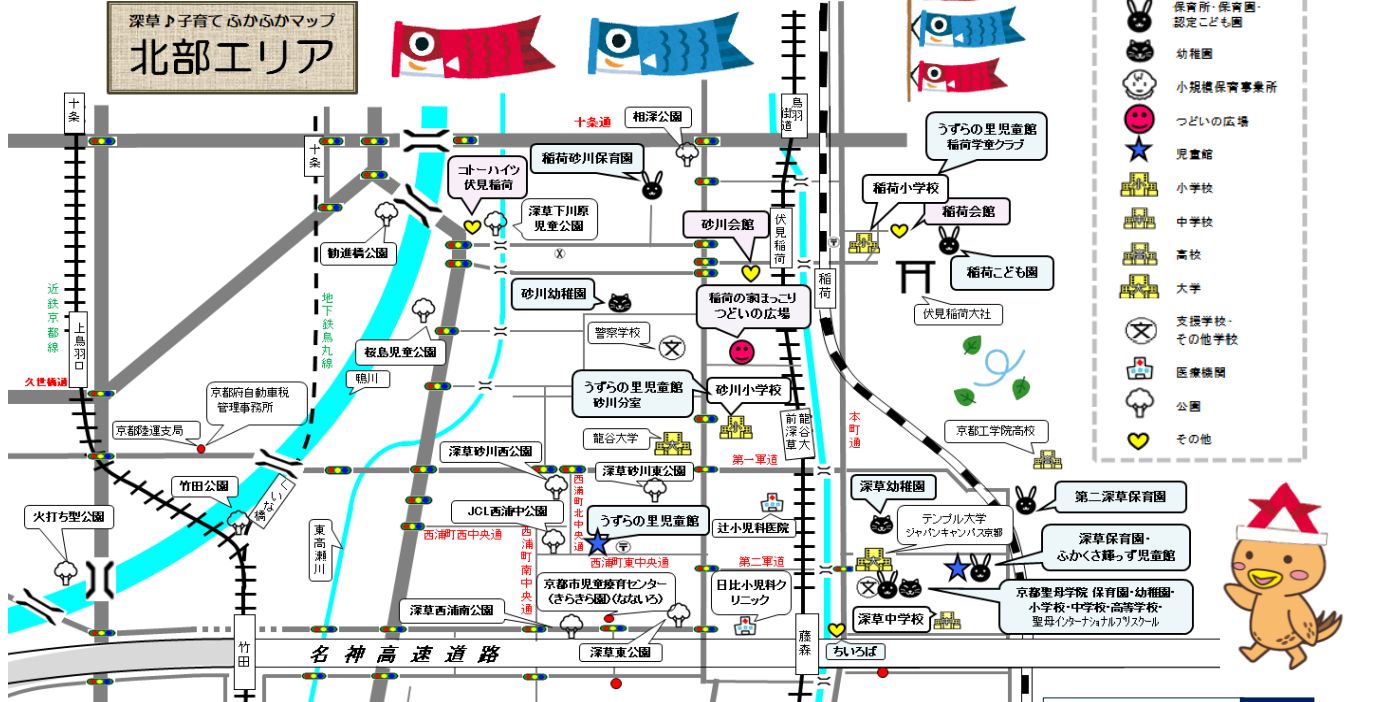 深草♪子育てふかふかマップ
北部エリア
保育所・保育園・
認定こども園
幼稚園
小規模保育事業所
つどいの広場
児童館
小学校
中学校
高校
大学
支援学校・
その他学校
医療機関
公園
その他
十条
十条
十条通
相深公園
鳥羽
街道
うずらの里児童館
稲荷学童クラブ
稲荷砂川保育園
コトーハイツ
伏見稲荷
深草下川原
児童公園
勧進橋公園
砂川会館
伏見稲荷
稲荷小学校
稲荷会館
稲荷こども園
稲荷
伏見稲荷大社
近鉄京都線
上鳥羽口
地下鉄烏丸線
砂川幼稚園
稲荷の家ほっこり
つどいの広場
警察学校
桜島児童公園
鴨川
久世橋通
京都府自動車税
管理事務所
京都陸運支局
うずらの里児童館
砂川分室
砂川小学校
龍谷大学
龍谷大
前深草
本町通
京都工学院高校
深草砂川西公園
深草砂川東公園
第一軍道
竹田公園
くいな橋
火打ち型公園
東高瀬川
JCL西浦中公園
西浦町北中央通
うずらの里児童館
辻小児科医院
西浦町西中央通
西浦町南中央通
西浦町東中央通
第二軍道
深草幼稚園
テンプル大学
ジャパンキャンパス京都
第二深草保育園
深草保育園・
ふかくさ輝っず児童館
京都聖母学院 保育園・幼稚園・
小学校・中学校・高等学校・
聖母インターナショナルプリスクール
京都市児童療育センター
(きらきら園)(なないろ)
日比小児科ク
リニック
深草西浦南公園
深草東公園
深草中学校
ちいろば
竹田
名神高速道路
藤森